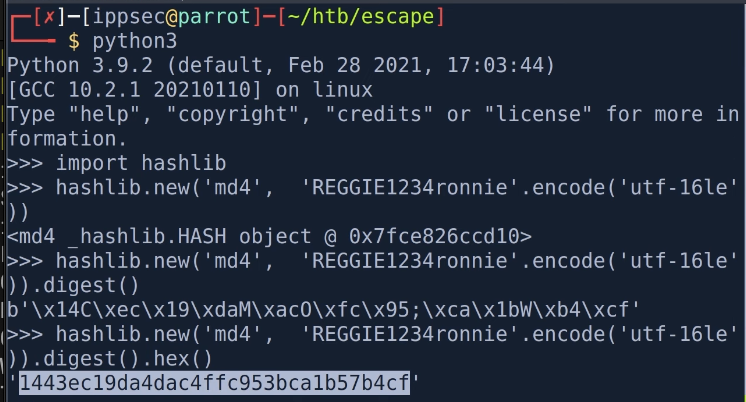 ┌─[✗]─[ippsec@parrot]─[~/htb/escape]
└── $ python3
Python 3.9.2 (default, Feb 28 2021, 17:03:44)
[GCC 10.2.1 20210110] on linux
Type "help", "copyright", "credits" or "license" for more in
formation.
>>> import hashlib
>>> hashlib.new('md4',  'REGGIE1234ronnie'.encode('utf-16le'
))
<md4 _hashlib.HASH object @ 0x7fce826ccd10>
>>> hashlib.new('md4',  'REGGIE1234ronnie'.encode('utf-16le'
)).digest()
b'\x14C\xec\x19\xdaM\xacO\xfc\x95;\xca\x1bW\xb4\xcf'
>>> hashlib.new('md4',  'REGGIE1234ronnie'.encode('utf-16le'
)).digest().hex()
'1443ec19da4dac4ffc953bca1b57b4cf'